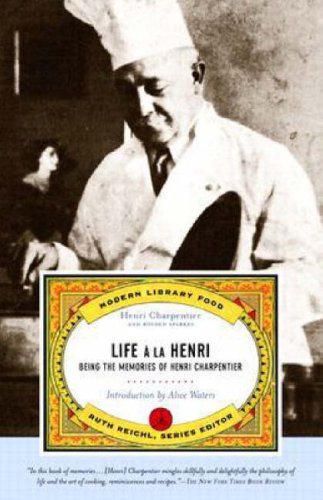 MODERN LIBRARY FOOD
Henri Charpentier
AND BOYDEN SPARKES
LIFE À LA HENRI
BEING THE MEMORIES OF HENRI CHARPENTIER
Introduction by Alice Waters
RUTH REICHL, SERIES EDITOR
"In this book of memories . . . [Henri] Charpentier mingles skillfully and delightfully the philosophy of
life and the art of cooking, reminiscences and recipes." —THE NEW YORK TIMES BOOK REVIEW